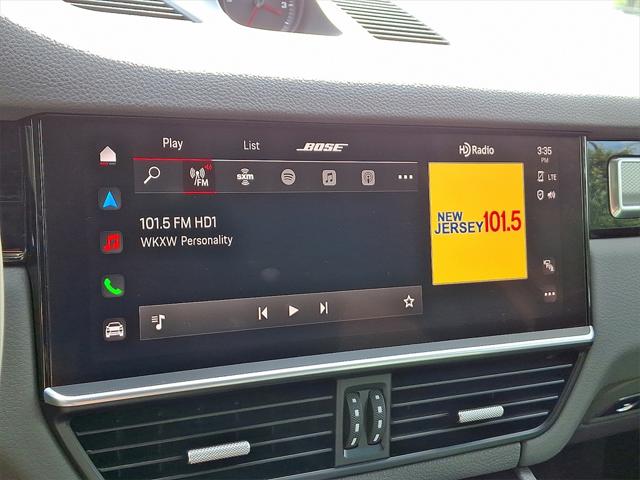 Play
List
BOSE
HD Radio
3:35
PM
/FM
sxm
LTE
101.5 FM HD1
WKXW Personality
NEW
JERSEY 101.5